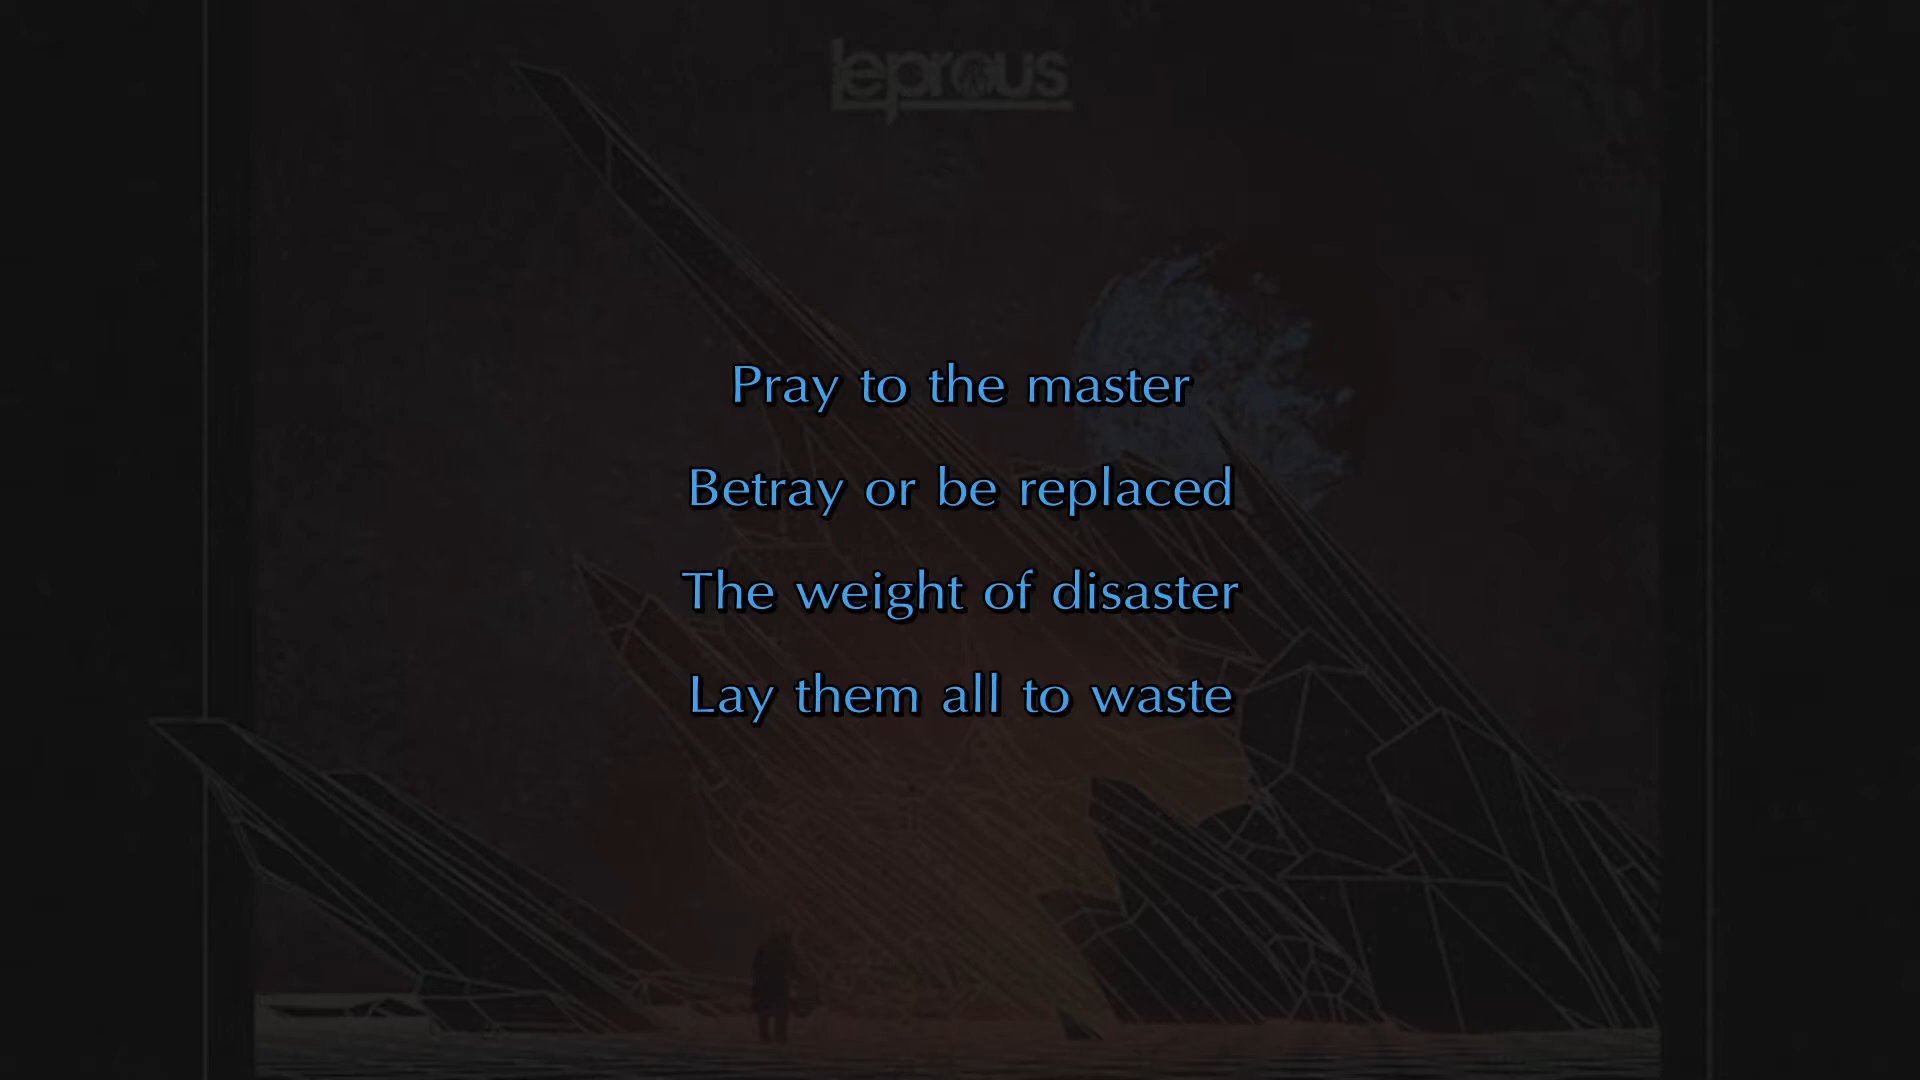 leprous
Pray to the master
Betray or be replaced
The weight of disaster
Lay them all to waste